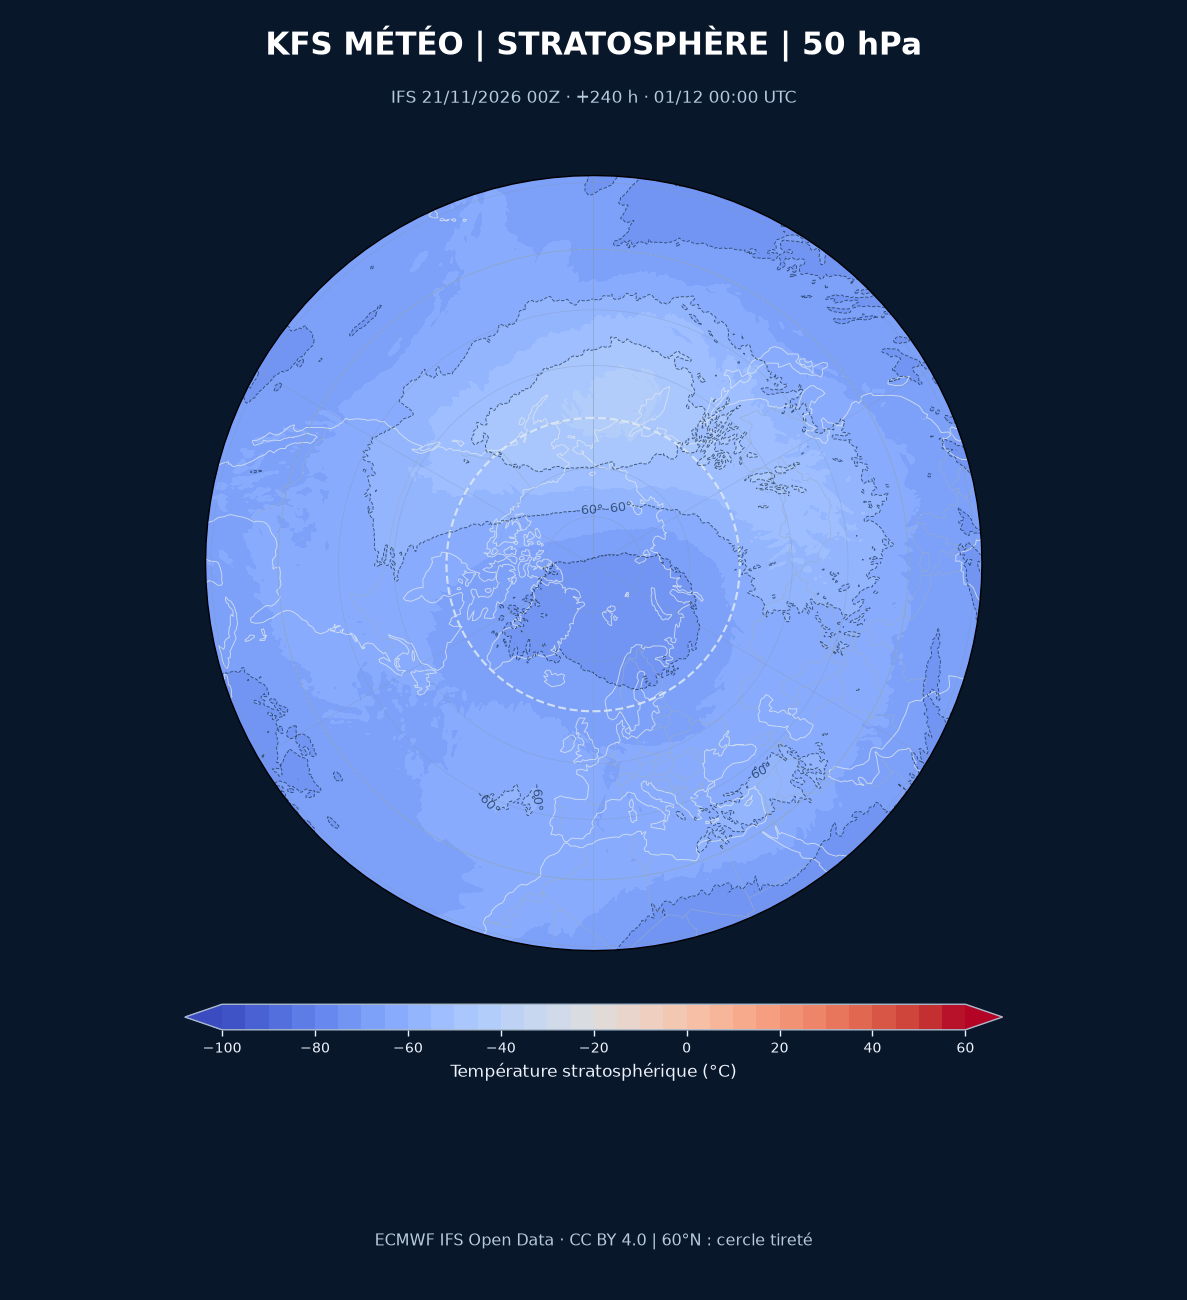 KFS MÉTÉO | STRATOSPHÈRE | 50 hPa
IFS 21/11/2026 00Z · +240 h · 01/12 00:00 UTC
60° -60°
60°
-60°
60°
−100 −80 −60 −40 −20 0 20 40 60
Température stratosphérique (°C)
ECMWF IFS Open Data · CC BY 4.0 | 60°N : cercle tireté